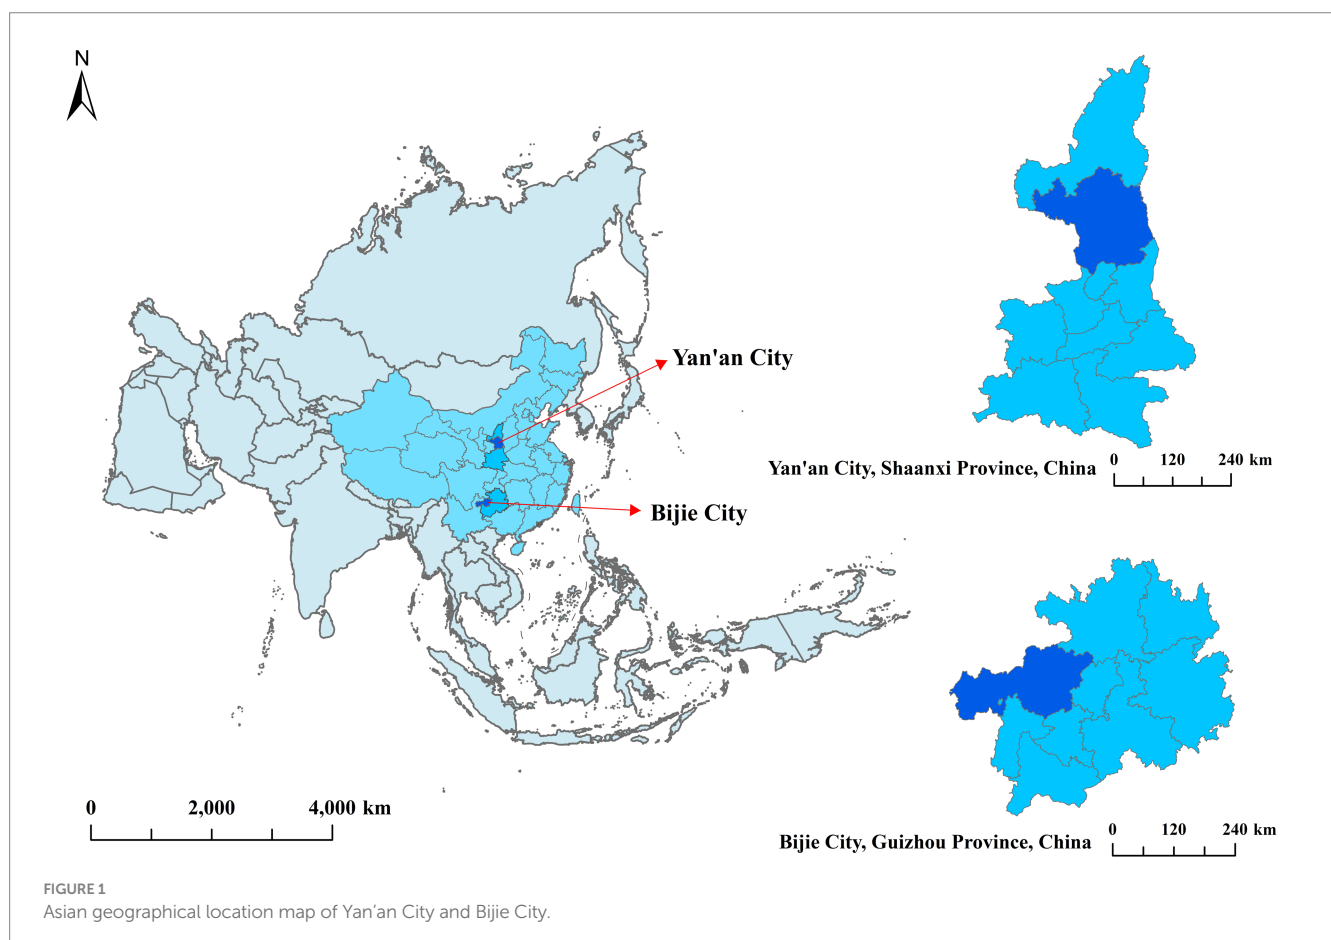 N
Yan'an City
Bijie City
Yan'an City, Shaanxi Province, China
0 120 240 km
Bijie City, Guizhou Province, China
0 120 240 km
0 2,000 4,000 km
FIGURE 1
Asian geographical location map of Yan’an City and Bijie City.